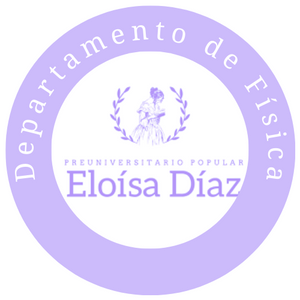 Departamento de Física
PREUNIVERSITARIO POPULAR
Eloísa Díaz